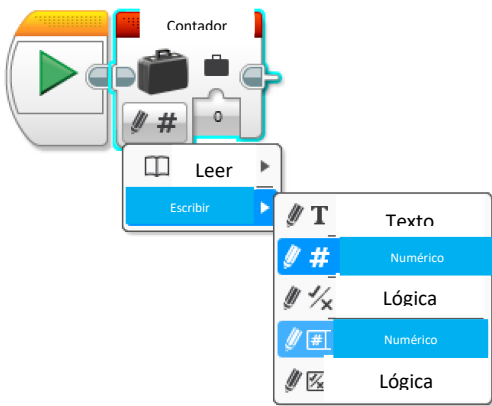 Contador
#
0
Leer
Escribir
T Texto
# Numérico
Lógica
# Numérico
Lógica